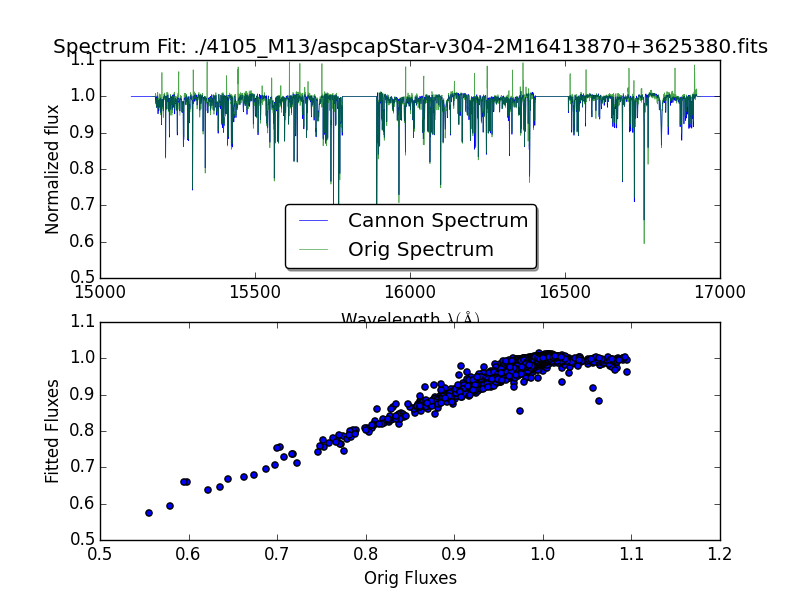 Spectrum Fit: ./4105_M13/aspcapStar-v304-2M16413870+3625380.fits
1.1
1.0
0.9
0.8
0.7
0.6
0.5
Normalized flux
Cannon Spectrum
Orig Spectrum
15000 15500 16000 16500 17000
Wavelength λ(Å)
1.1
1.0
0.9
0.8
0.7
0.6
0.5
Fitted Fluxes
0.5 0.6 0.7 0.8 0.9 1.0 1.1 1.2
Orig Fluxes